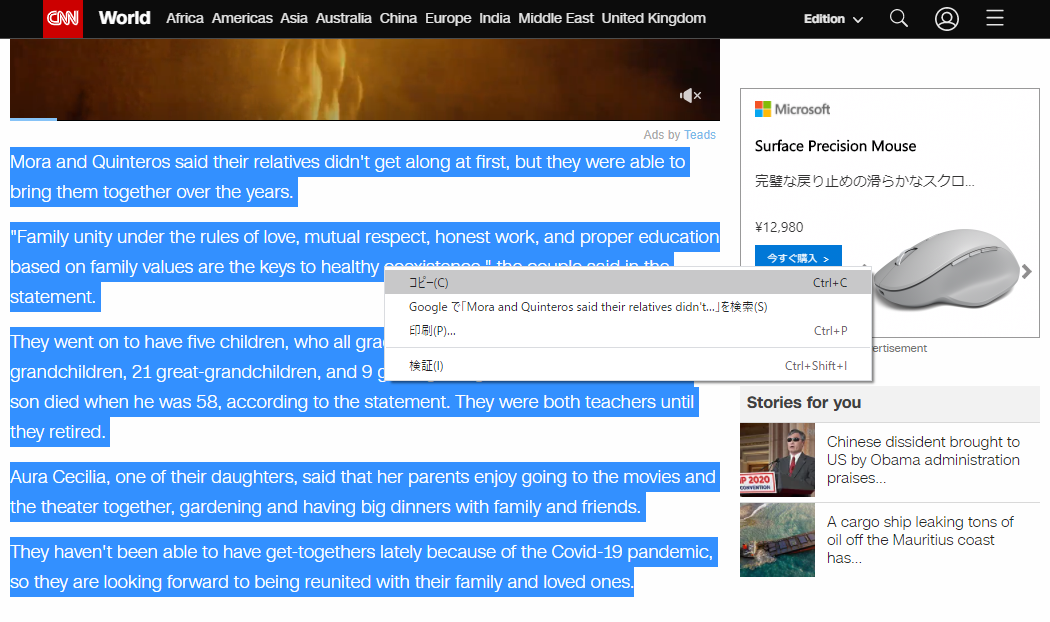 CNN World Africa Americas Asia Australia China Europe India Middle East United Kingdom Edition
Ads by Teads
Mora and Quinteros said their relatives didn't get along at first, but they were able to
bring them together over the years.
"Family unity under the rules of love, mutual respect, honest work, and proper education
based on family values are the keys to healthy coexistence," the couple said in the
statement.
They went on to have five children, who all
grandchildren, 21 great-grandchildren, and 9
son died when he was 58, according to the statement. They were both teachers until
they retired.
Aura Cecilia, one of their daughters, said that her parents enjoy going to the movies and
the theater together, gardening and having big dinners with family and friends.
They haven't been able to have get-togethers lately because of the Covid-19 pandemic,
so they are looking forward to being reunited with their family and loved ones.
コピー(C) Ctrl+C
Google で「Mora and Quinteros said their relatives didn't...」を検索(S)
印刷(P)... Ctrl+P
検証(I) Ctrl+Shift+I
Microsoft
Surface Precision Mouse
完璧な戻り止めの滑らかなスクロ...
¥12,980
今すぐ購入 >
ertisement
Stories for you
P 2020
CONVENTION
Chinese dissident brought to
US by Obama administration
praises...
A cargo ship leaking tons of
oil off the Mauritius coast
has...